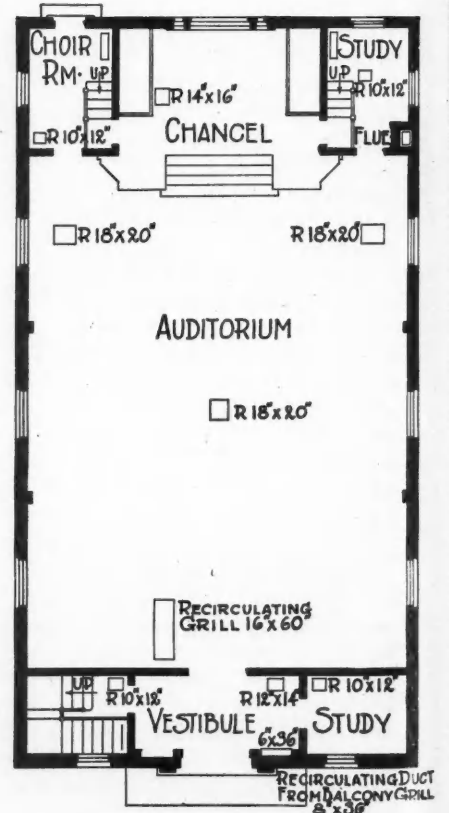 CHOIR
RM.
UP
R 10"x12"
R 14"x16"
CHANCEL
STUDY
UP
R 10"x12"
FLUE
R 18"x20"
R 18"x20"
AUDITORIUM
R 18"x20"
RECIRCULATING
GRILL 16"x60"
UP
R 10"x12"
R 12"x14"
R 10"x12"
VESTIBULE
6"x36"
STUDY
RECIRCULATING DUCT
FROM BALCONY GRILL
8"x36"